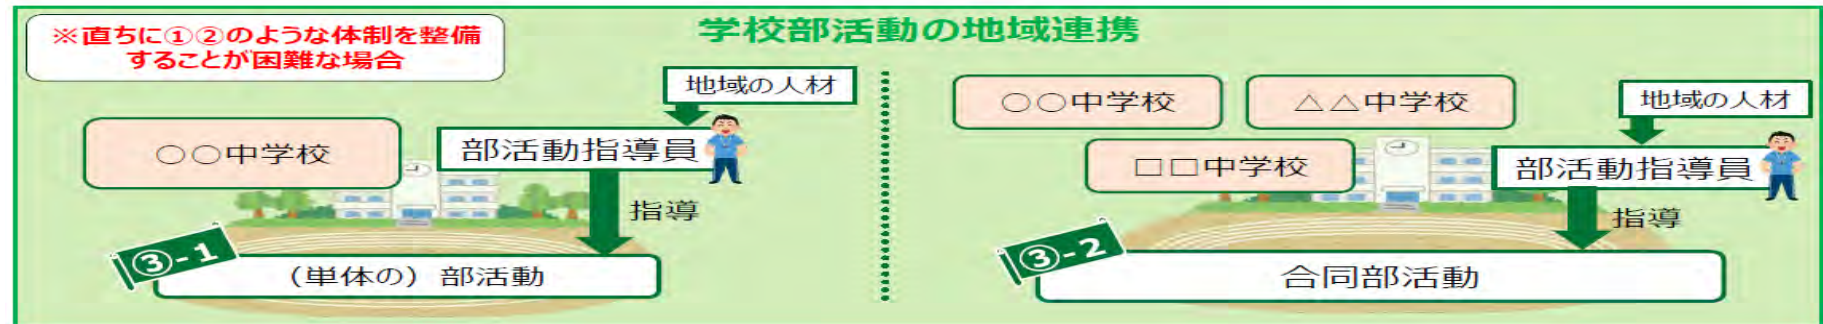 学校部活動の地域連携
※直ちに①②のような体制を整備
することが困難な場合
地域の人材
○○中学校
部活動指導員
指導
③-1
（単体の）部活動
○○中学校
△△中学校
□□中学校
地域の人材
部活動指導員
指導
③-2
合同部活動